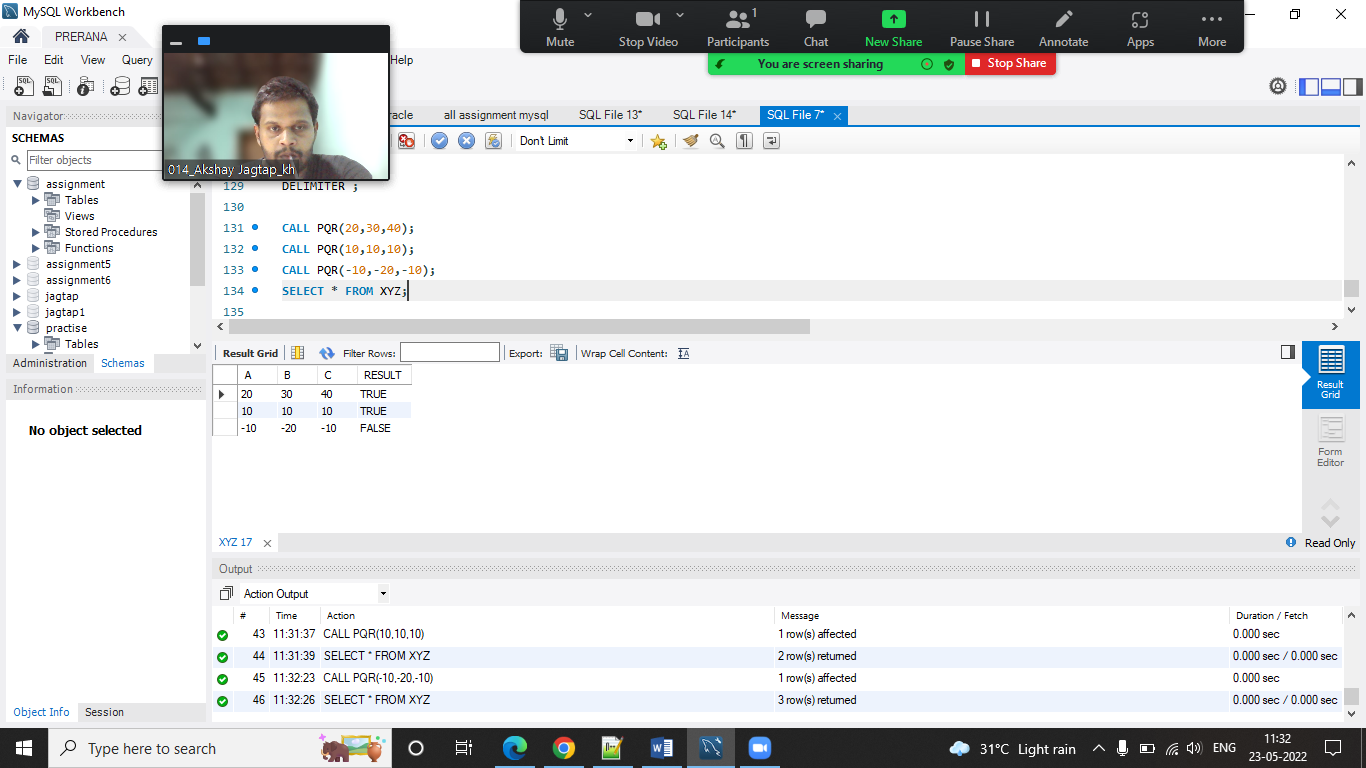 MySQL Workbench
PRERANA
File Edit View Query
Help
Mute
Stop Video
Participants
1
Chat
New Share
Pause Share
Annotate
Apps
More
You are screen sharing
Stop Share
014_Akshay Jagtap_kh
Navigator
SCHEMAS
Filter objects
assignment
Tables
Views
Stored Procedures
Functions
assignment5
assignment6
jagtap
jagtap1
practise
Tables
Administration Schemas
Information
No object selected
Object Info Session
racle
all assignment mysql
SQL File 13*
SQL File 14*
SQL File 7*
Don't Limit
129 DELIMITER ;
130
131 CALL PQR(20,30,40);
132 CALL PQR(10,10,10);
133 CALL PQR(-10,-20,-10);
134 SELECT * FROM XYZ;
135
Result Grid
Filter Rows:
Export:
Wrap Cell Content:
A B C RESULT
20 30 40 TRUE
10 10 10 TRUE
-10 -20 -10 FALSE
Result
Grid
Form
Editor
XYZ 17
Read Only
Output
Action Output
# Time Action Message Duration / Fetch
43 11:31:37 CALL PQR(10,10,10) 1 row(s) affected 0.000 sec
44 11:31:39 SELECT * FROM XYZ 2 row(s) returned 0.000 sec / 0.000 sec
45 11:32:23 CALL PQR(-10,-20,-10) 1 row(s) affected 0.000 sec
46 11:32:26 SELECT * FROM XYZ 3 row(s) returned 0.000 sec / 0.000 sec
Type here to search
31°C Light rain
ENG
11:32
23-05-2022